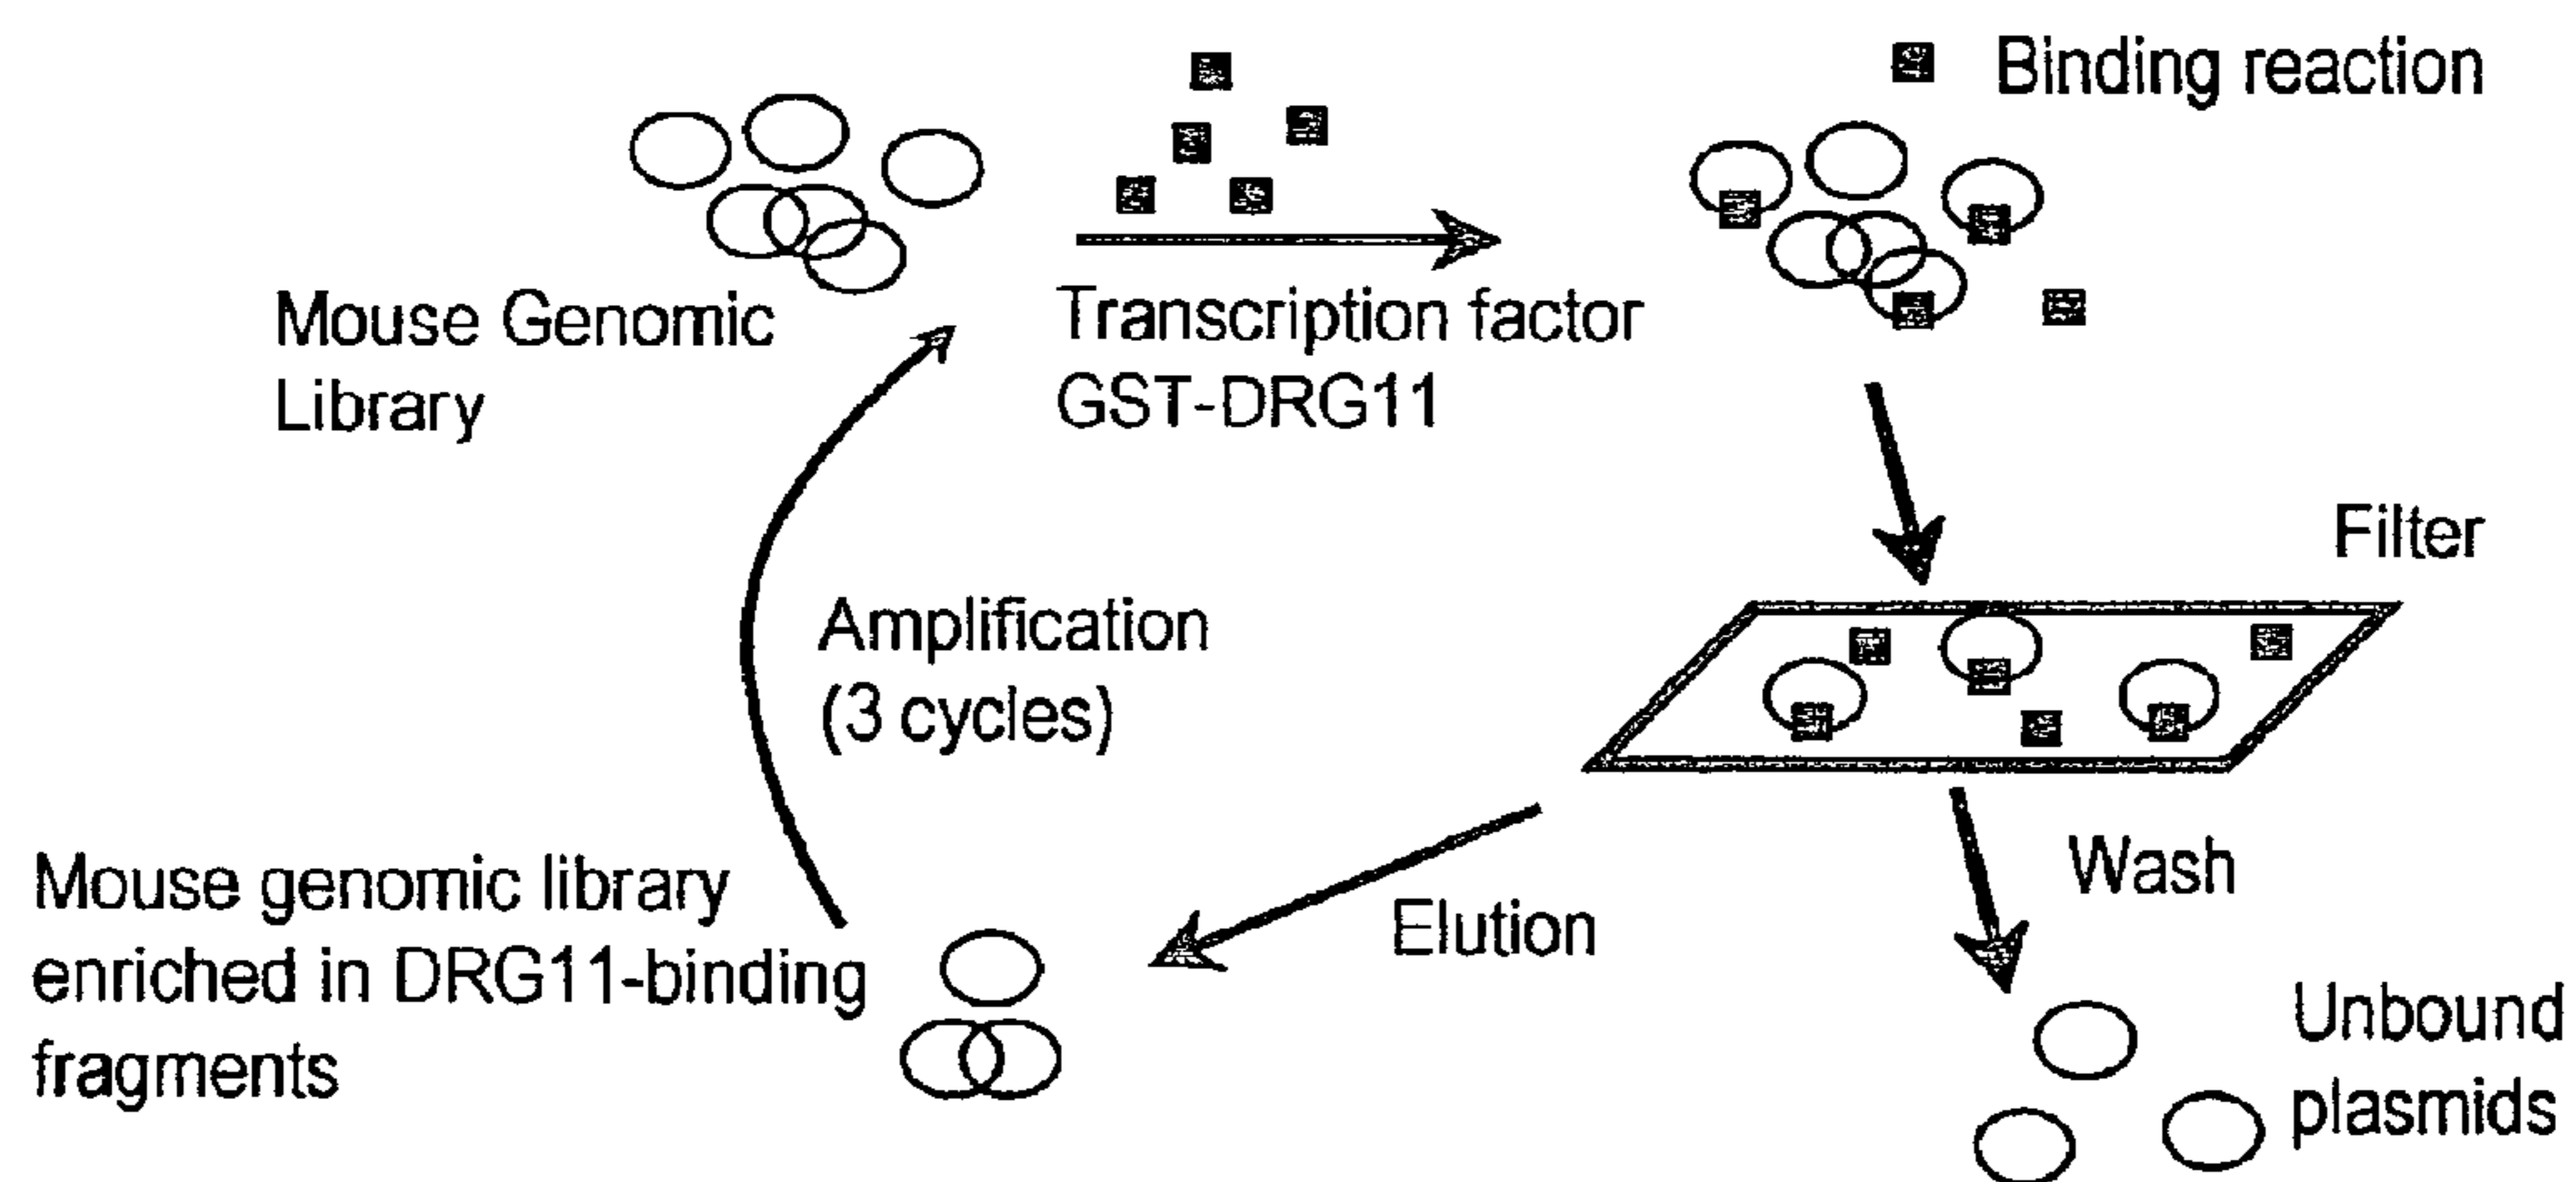 Binding reaction
Mouse Genomic
Library
Transcription factor
GST-DRG11
Filter
Amplification
(3 cycles)
Wash
Elution
Mouse genomic library
enriched in DRG11-binding
fragments
Unbound
plasmids